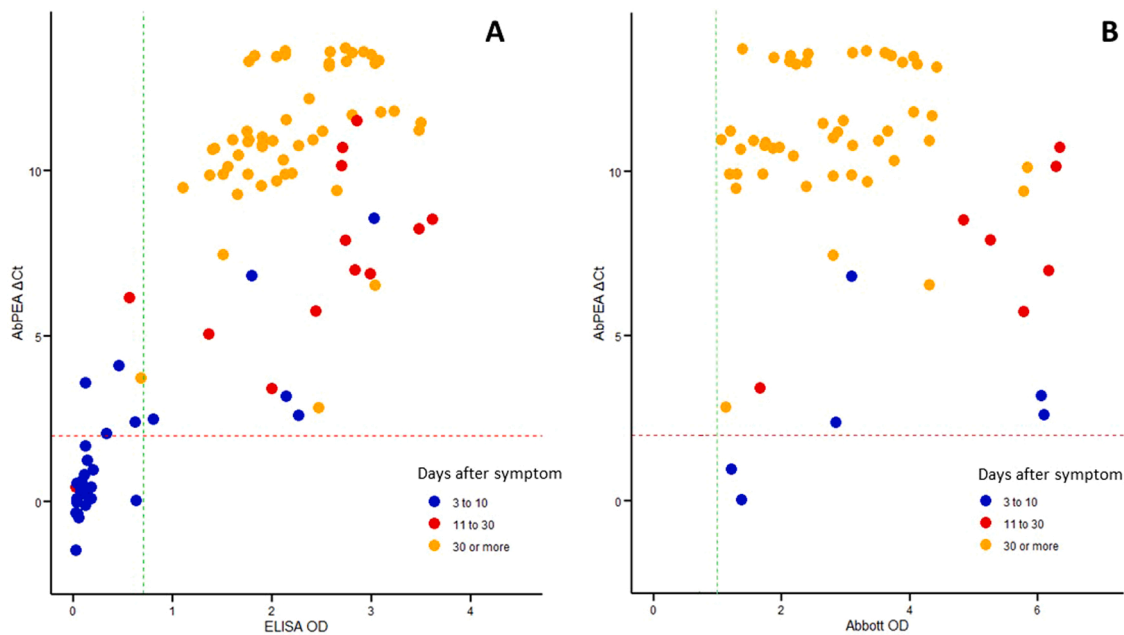 A
AbPEA ΔCt
10
5
0
0 1 2 3 4
ELISA OD
Days after symptom
3 to 10
11 to 30
30 or more
B
AbPEA ΔCt
10
5
0
0 2 4 6
Abbott OD
Days after symptom
3 to 10
11 to 30
30 or more